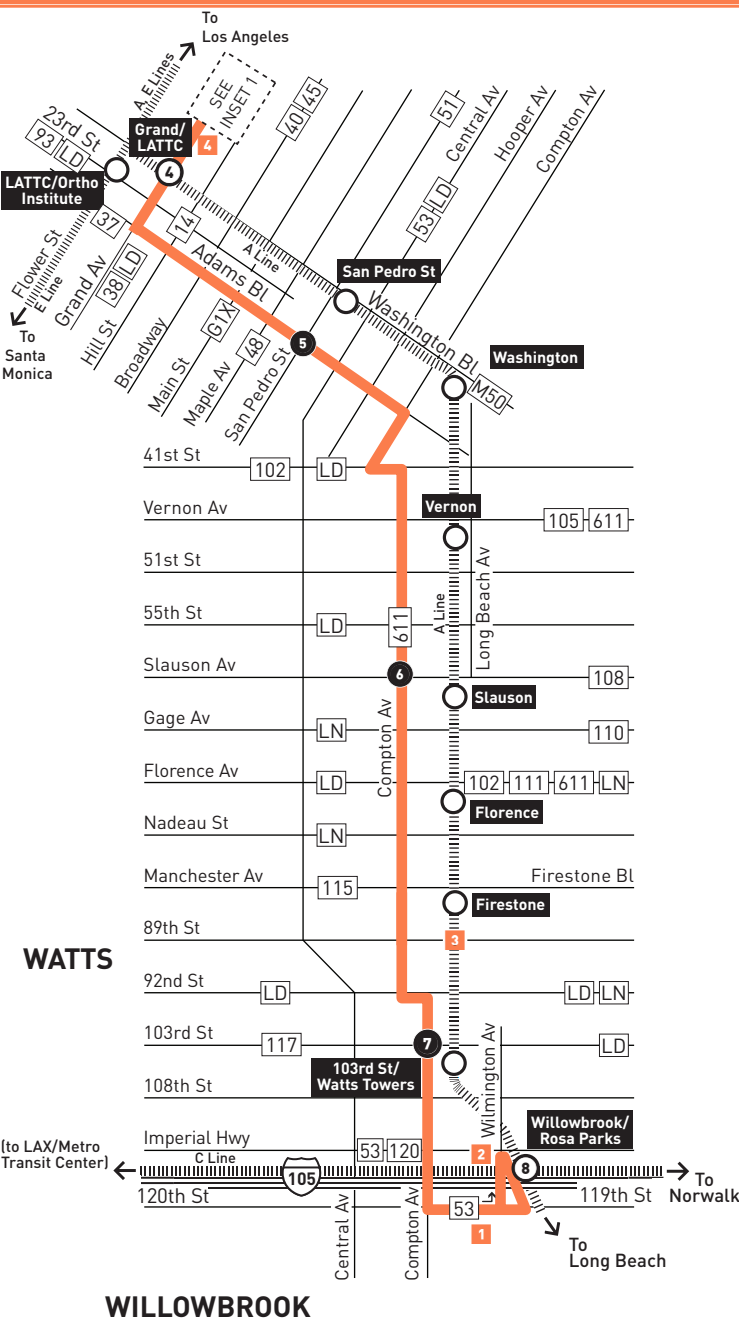 To
Los Angeles
A, E Lines
SEE
INSET 1
40
45
51
Central Av
Hooper Av
Compton Av
23rd St
93
LD
Grand/
LATTC
4
4
LATTC/Ortho
Institute
37
14
53
LD
Flower St
E Line
Grand Av
38
LD
Adams Bl
A Line
San Pedro St
Washington Bl
To
Santa
Monica
Hill St
Broadway
Main St
G1X
Maple Av
48
San Pedro St
5
Washington
M50
41st St
102
LD
Vernon Av
Vernon
105
611
51st St
55th St
LD
611
A Line
Long Beach Av
Slauson Av
6
108
Slauson
Gage Av
LN
Compton Av
110
Florence Av
LD
102
111
611
LN
Florence
Nadeau St
LN
Manchester Av
115
Firestone Bl
Firestone
89th St
3
WATTS
92nd St
LD
LD
LN
103rd St
117
7
LD
103rd St/
Watts Towers
Wilmington Av
108th St
Willowbrook/
Rosa Parks
Imperial Hwy
53
120
2
(to LAX/Metro
Transit Center)
C Line
105
8
To
Norwalk
120th St
119th St
53
1
Central Av
Compton Av
To
Long Beach
WILLOWBROOK